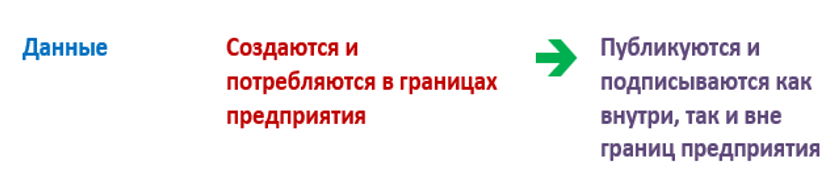 Данные
Создаются и
потребляются в границах
предприятия
Публикуются и
подписываются как
внутри, так и вне
границ предприятия